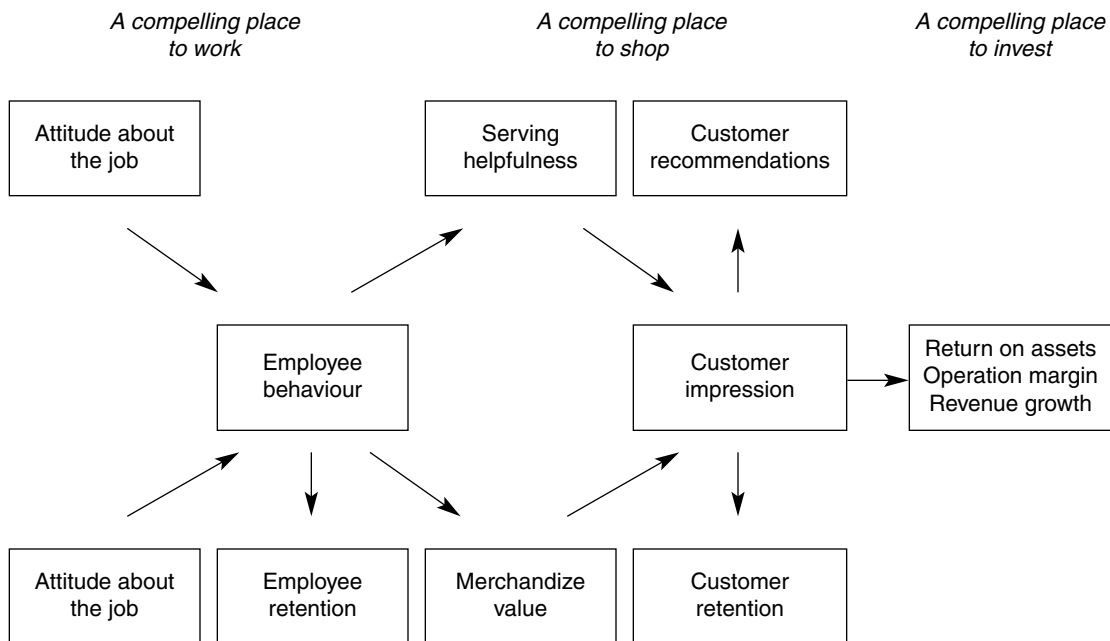 A compelling place
to work
A compelling place
to shop
A compelling place
to invest
Attitude about
the job
Serving
helpfulness
Customer
recommendations
Employee
behaviour
Customer
impression
Return on assets
Operation margin
Revenue growth
Attitude about
the job
Employee
retention
Merchandize
value
Customer
retention